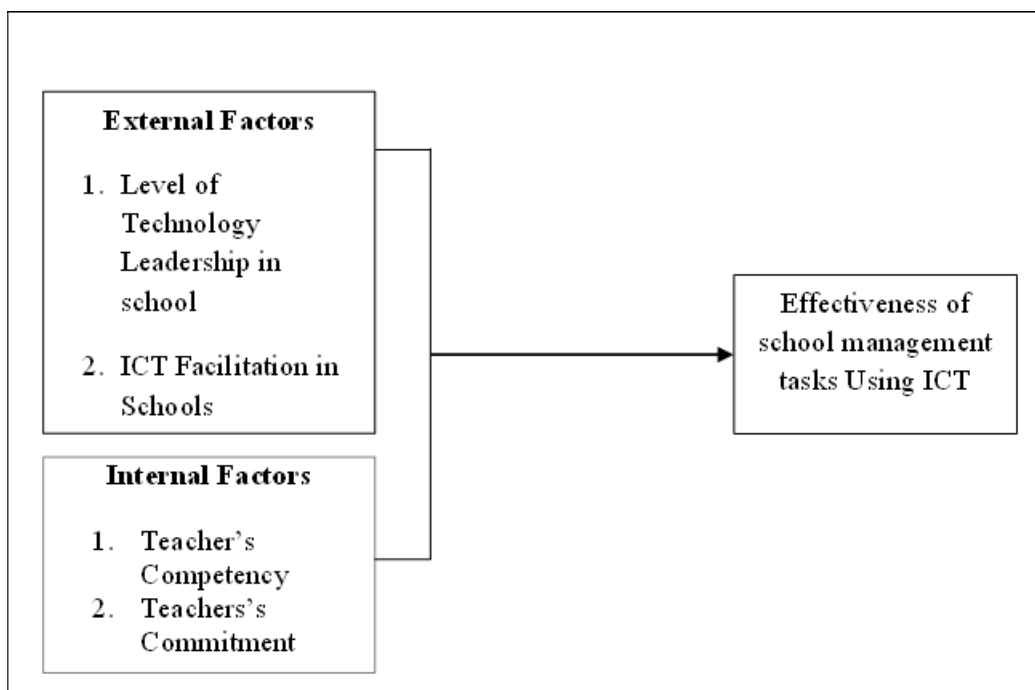 External Factors
1. Level of
Technology
Leadership in
school
2. ICT Facilitation in
Schools
Internal Factors
1. Teacher’s
Competency
2. Teachers’s
Commitment
Effectiveness of
school management
tasks Using ICT